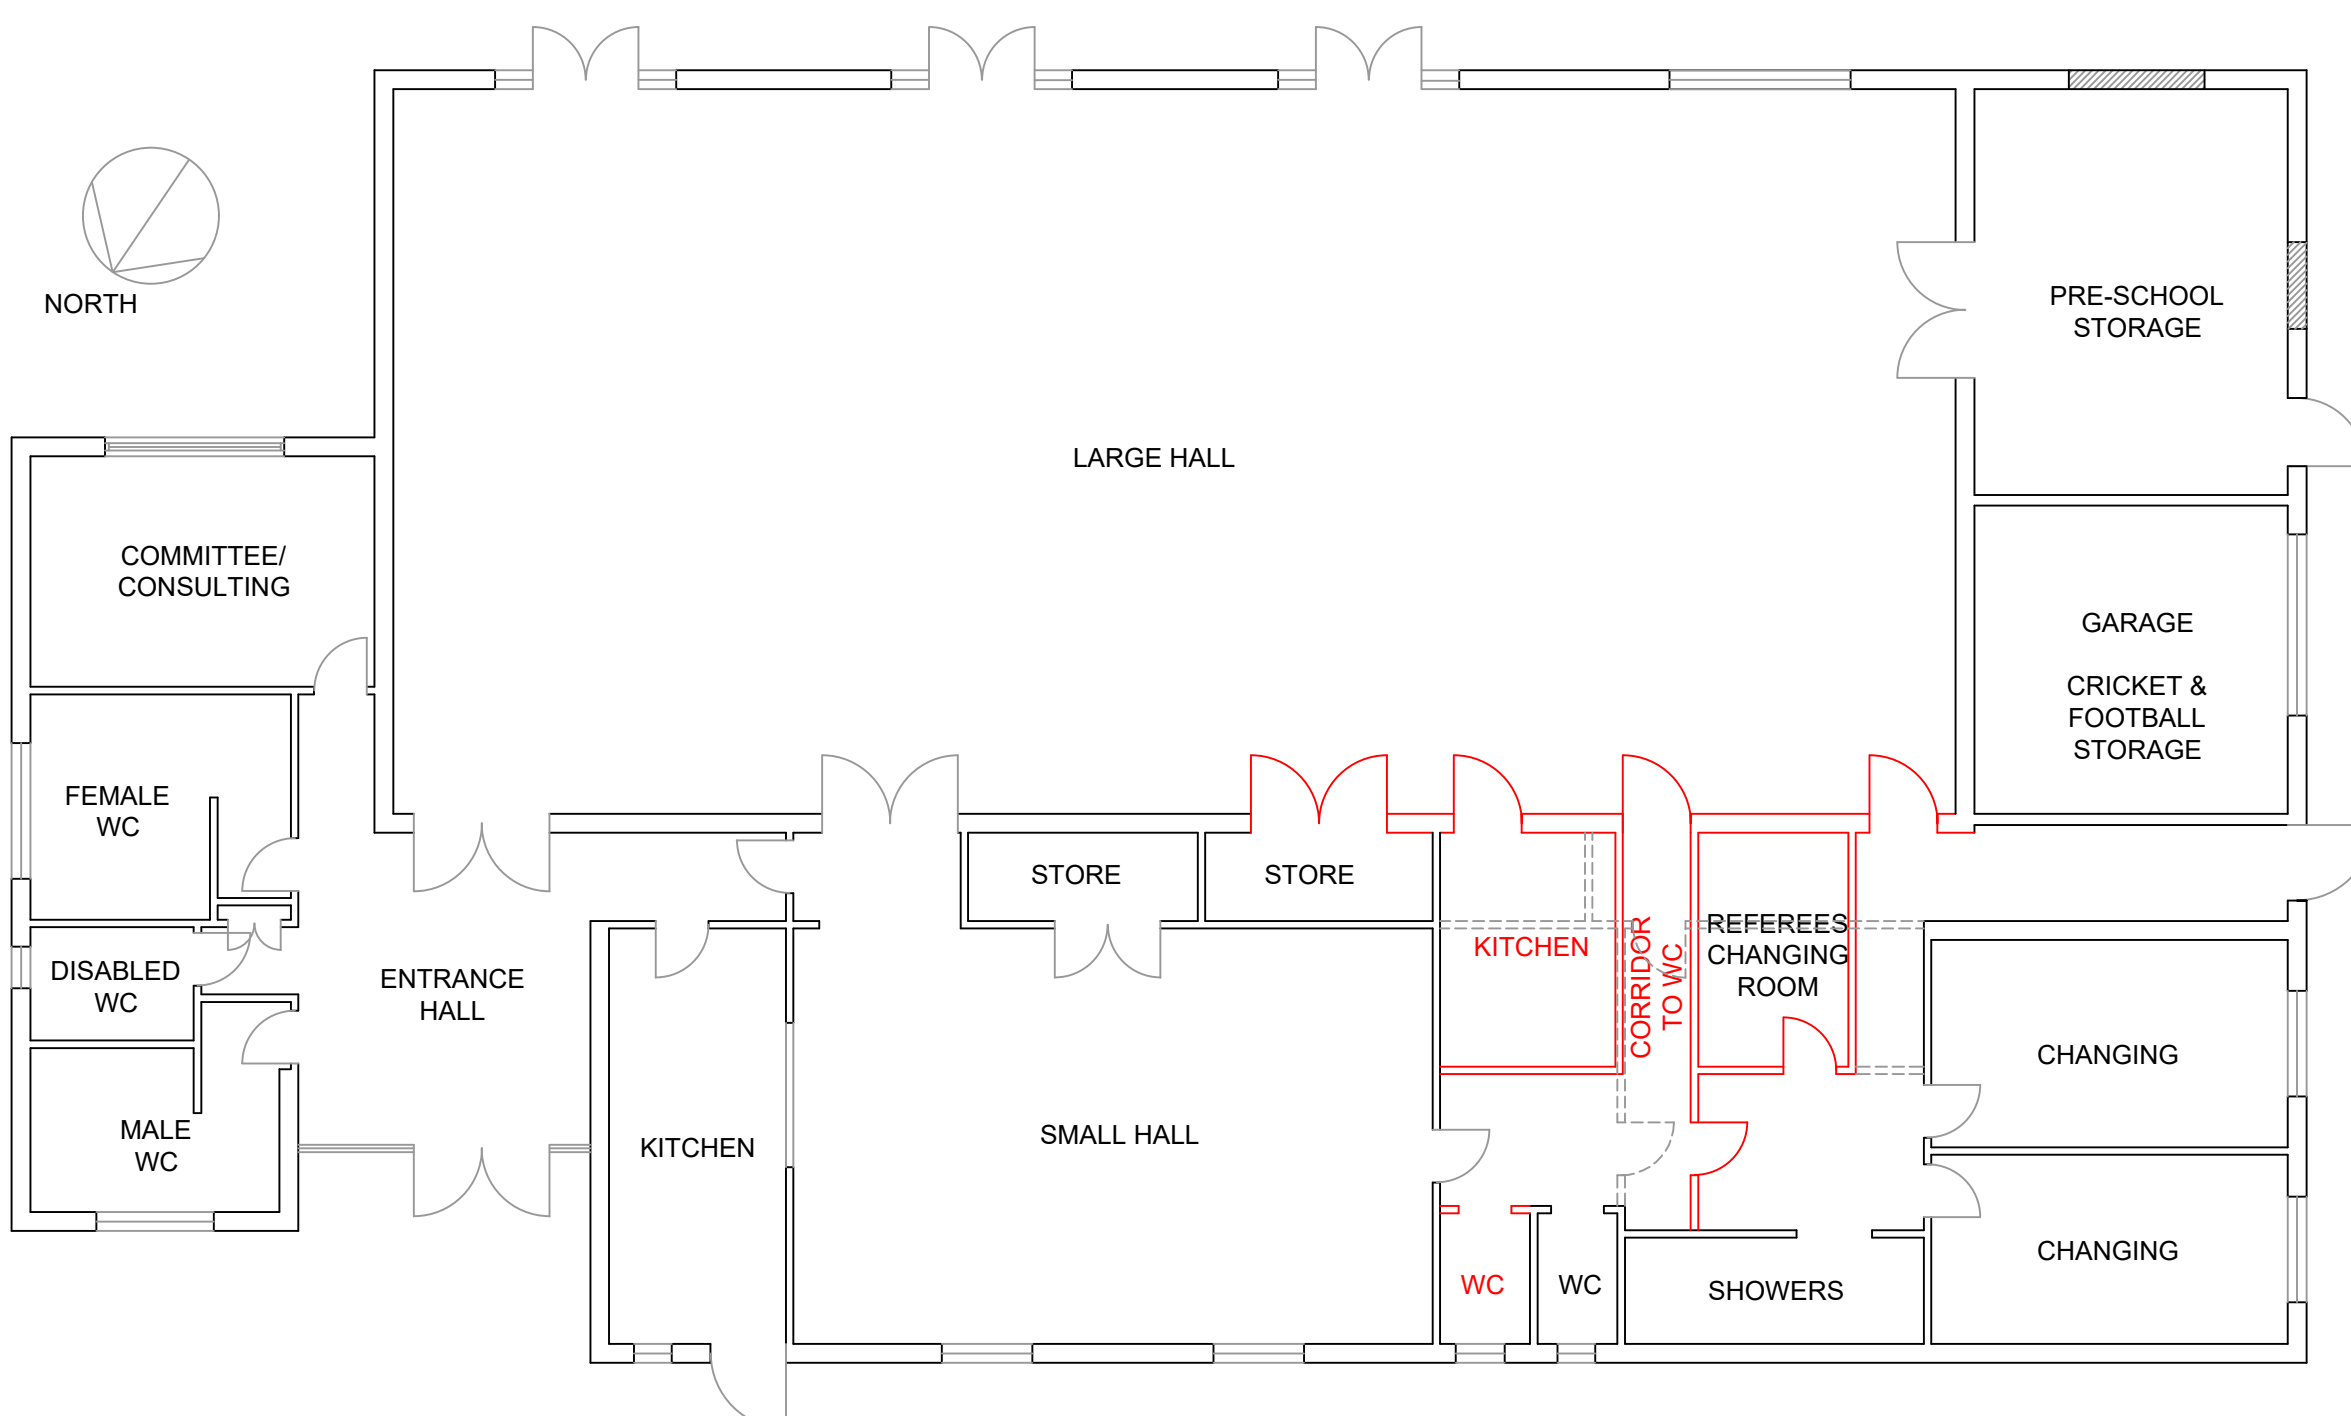 NORTH
PRE-SCHOOL
STORAGE
LARGE HALL
COMMITTEE/
CONSULTING
GARAGE
CRICKET &
FOOTBALL
STORAGE
FEMALE
WC
STORE
STORE
DISABLED
WC
ENTRANCE
HALL
KITCHEN
CORRIDOR
TO WC
REFEREES
CHANGING
ROOM
CHANGING
MALE
WC
KITCHEN
SMALL HALL
WC
WC
SHOWERS
CHANGING